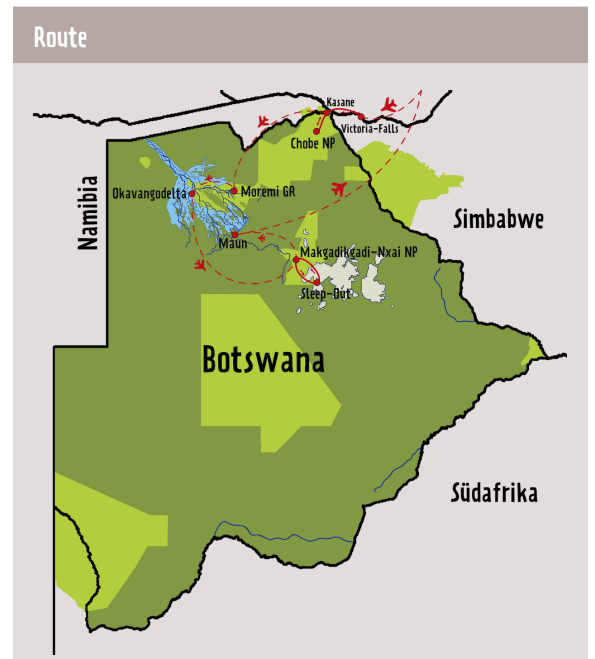 Route
Kasane
Victoria-Falls
Chobe NP
Okavangodelta
Moremi GR
Namibia
Simbabwe
Maun
Makgadikgadi-Nxai NP
Sleep-Out
Botswana
Südafrika